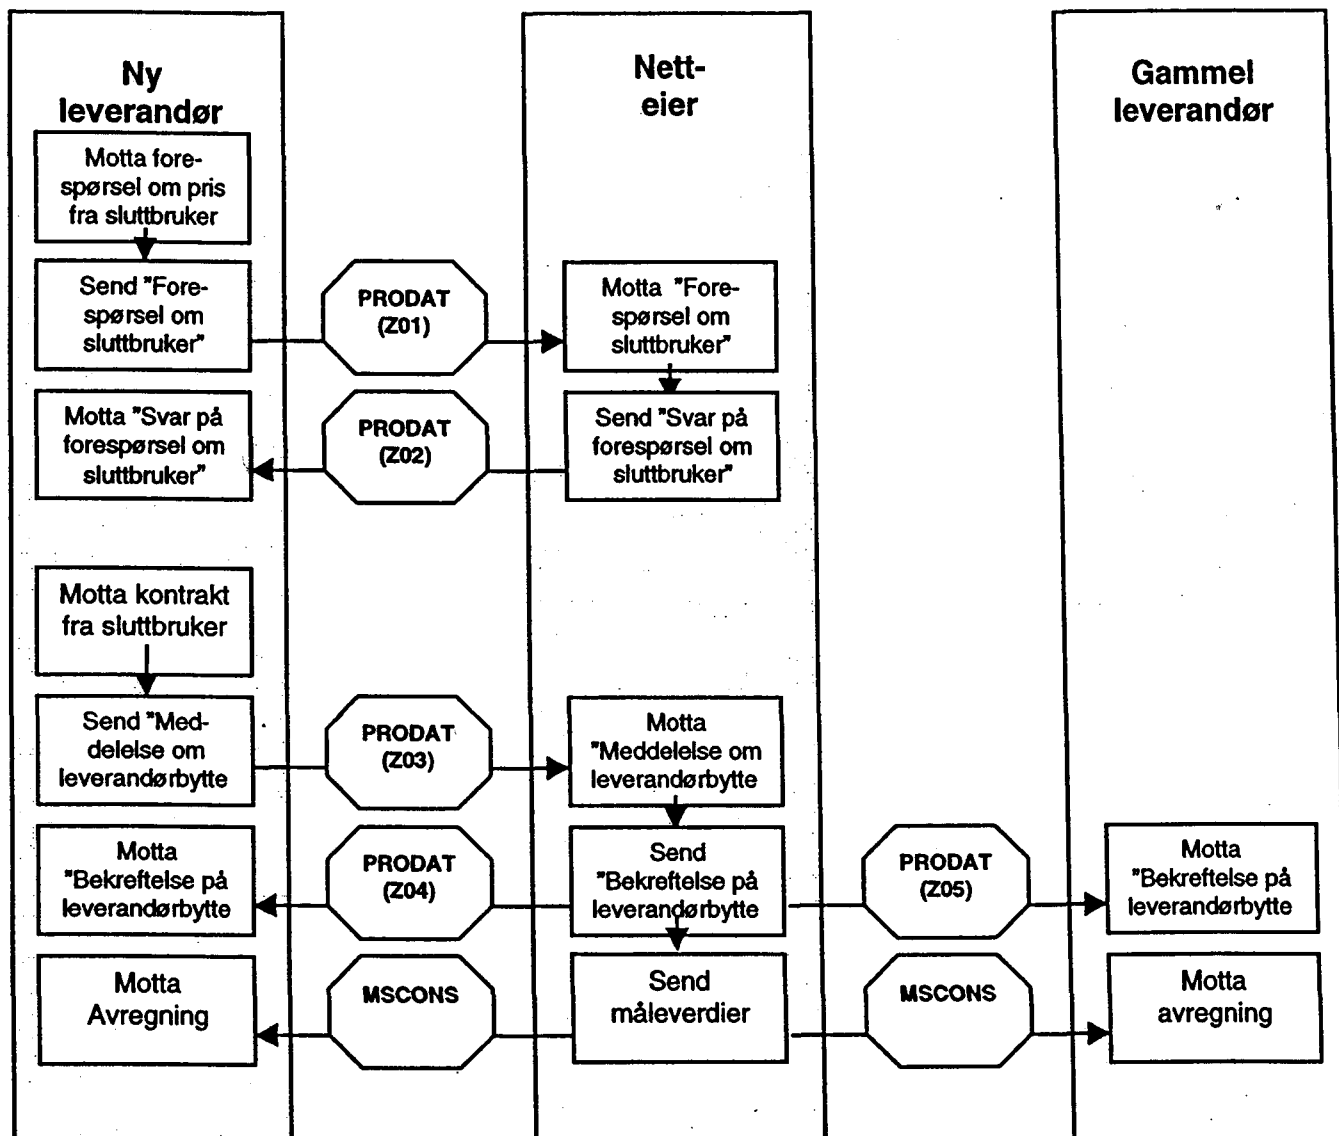 Ny
leverandør
Nett-
eier
Gammel
leverandør
Motta fore-
spørsel om pris
fra sluttbruker
Send "Fore-
spørsel om
sluttbruker"
PRODAT
(Z01)
Motta "Fore-
spørsel om
sluttbruker"
Motta "Svar på
forespørsel om
sluttbruker"
PRODAT
(Z02)
Send "Svar på
forespørsel om
sluttbruker"
Motta kontrakt
fra sluttbruker
Send "Med-
delelse om
leverandørbytte
PRODAT
(Z03)
Motta
"Meddelelse om
leverandørbytte
Motta
"Bekreftelse på
leverandørbytte
PRODAT
(Z04)
Send
"Bekreftelse på
leverandørbytte
PRODAT
(Z05)
Motta
"Bekreftelse på
leverandørbytte
Motta
Avregning
MSCONS
Send
måleverdier
MSCONS
Motta
avregning